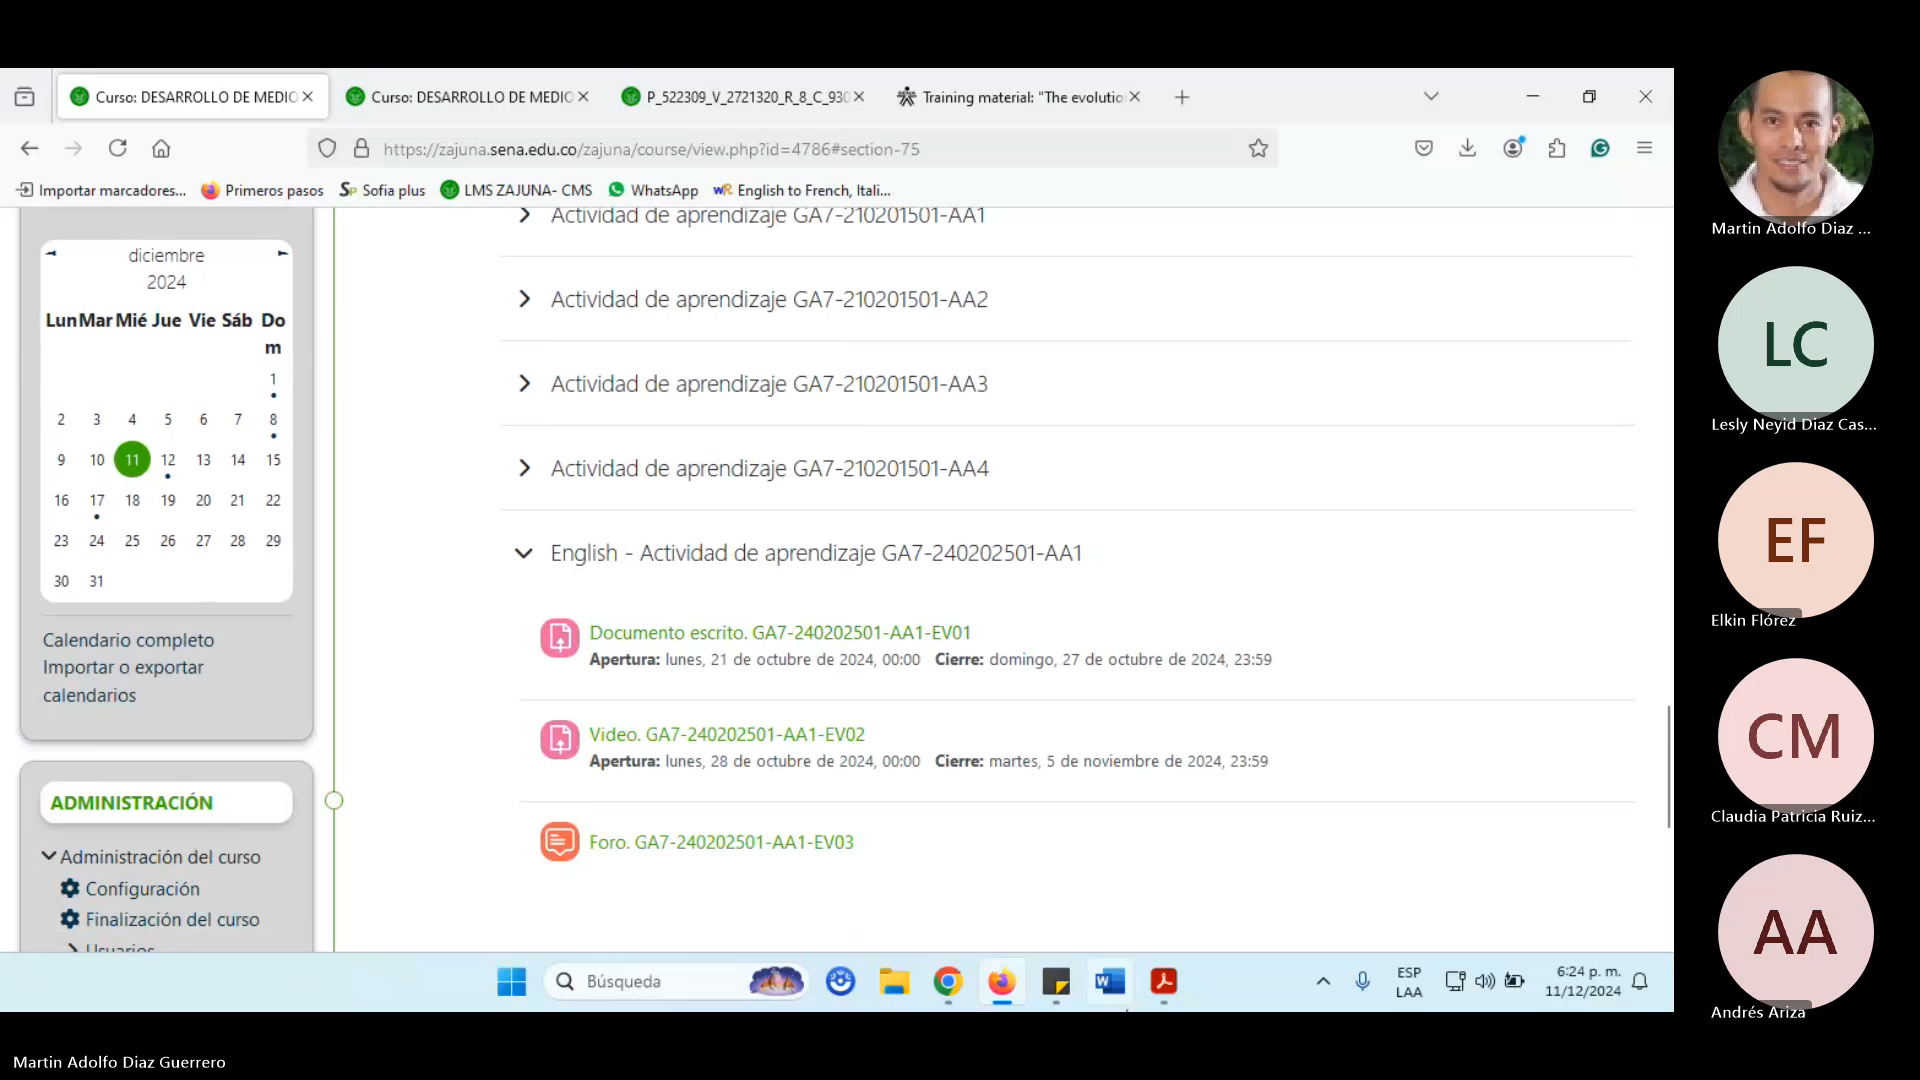 Curso: DESARROLLO DE MEDIO
Curso: DESARROLLO DE MEDIO
P_522309_V_2721320_R_8_C_930
Training material: "The evolutio
https://zajuna.sena.edu.co/zajuna/course/view.php?id=4786#section-75
Importar marcadores...
Primeros pasos
Sofia plus
LMS ZAJUNA- CMS
WhatsApp
English to French, Itali...
diciembre
2024
Lun Mar Mié Jue Vie Sáb Do
m
1
2 3 4 5 6 7 8
9 10 11 12 13 14 15
16 17 18 19 20 21 22
23 24 25 26 27 28 29
30 31
Calendario completo
Importar o exportar
calendarios
ADMINISTRACIÓN
Administración del curso
Configuración
Finalización del curso
Usuarios
Actividad de aprendizaje GA7-210201501-AA1
Actividad de aprendizaje GA7-210201501-AA2
Actividad de aprendizaje GA7-210201501-AA3
Actividad de aprendizaje GA7-210201501-AA4
English - Actividad de aprendizaje GA7-240202501-AA1
Documento escrito. GA7-240202501-AA1-EV01
Apertura: lunes, 21 de octubre de 2024, 00:00 Cierre: domingo, 27 de octubre de 2024, 23:59
Video. GA7-240202501-AA1-EV02
Apertura: lunes, 28 de octubre de 2024, 00:00 Cierre: martes, 5 de noviembre de 2024, 23:59
Foro. GA7-240202501-AA1-EV03
Búsqueda
ESP
LAA
6:24 p. m.
11/12/2024
Martin Adolfo Diaz ...
LC
Lesly Neyid Diaz Cas...
EF
Elkin Flórez
CM
Claudia Patricia Ruiz...
AA
Andrés Ariza
Martin Adolfo Diaz Guerrero